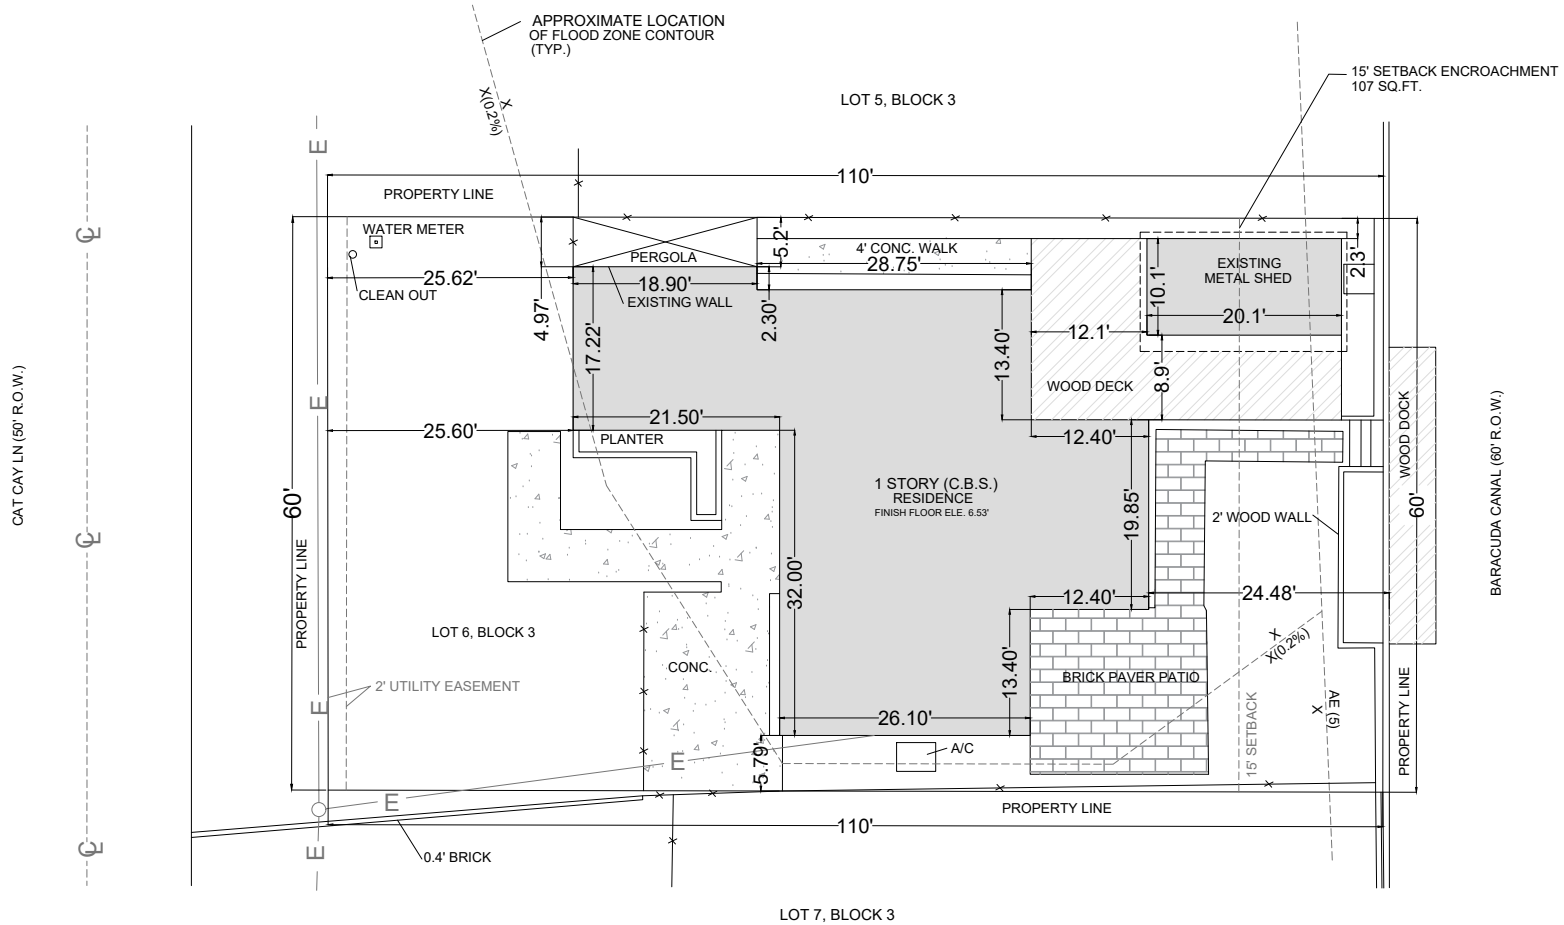 APPROXIMATE LOCATION
OF FLOOD ZONE CONTOUR
(TYP.)
X
X(0.2%)
LOT 5, BLOCK 3
15' SETBACK ENCROACHMENT
107 SQ.FT.
E
110'
PROPERTY LINE
WATER METER
CLEAN OUT
25.62'
4.97'
PERGOLA
18.90'
EXISTING WALL
17.22'
5.2'
2.30'
4' CONC. WALK
28.75'
13.40'
12.1'
WOOD DECK
EXISTING
METAL SHED
10.1'
20.1'
8.9'
2.3'
CL
CAT CAY LN (50' R.O.W.)
CL
CL
60'
PROPERTY LINE
E
25.60'
21.50'
PLANTER
12.40'
1 STORY (C.B.S.)
RESIDENCE
FINISH FLOOR ELE. 6.53'
19.85'
2' WOOD WALL
WOOD DOCK
60'
BARACUDA CANAL (60' R.O.W.)
32.00'
12.40'
24.48'
LOT 6, BLOCK 3
CONC.
2' UTILITY EASEMENT
E
13.40'
BRICK PAVER PATIO
X
X(0.2%)
15' SETBACK
X
AE (5)
PROPERTY LINE
26.10'
5.79'
A/C
E
E
PROPERTY LINE
110'
E
0.4' BRICK
LOT 7, BLOCK 3